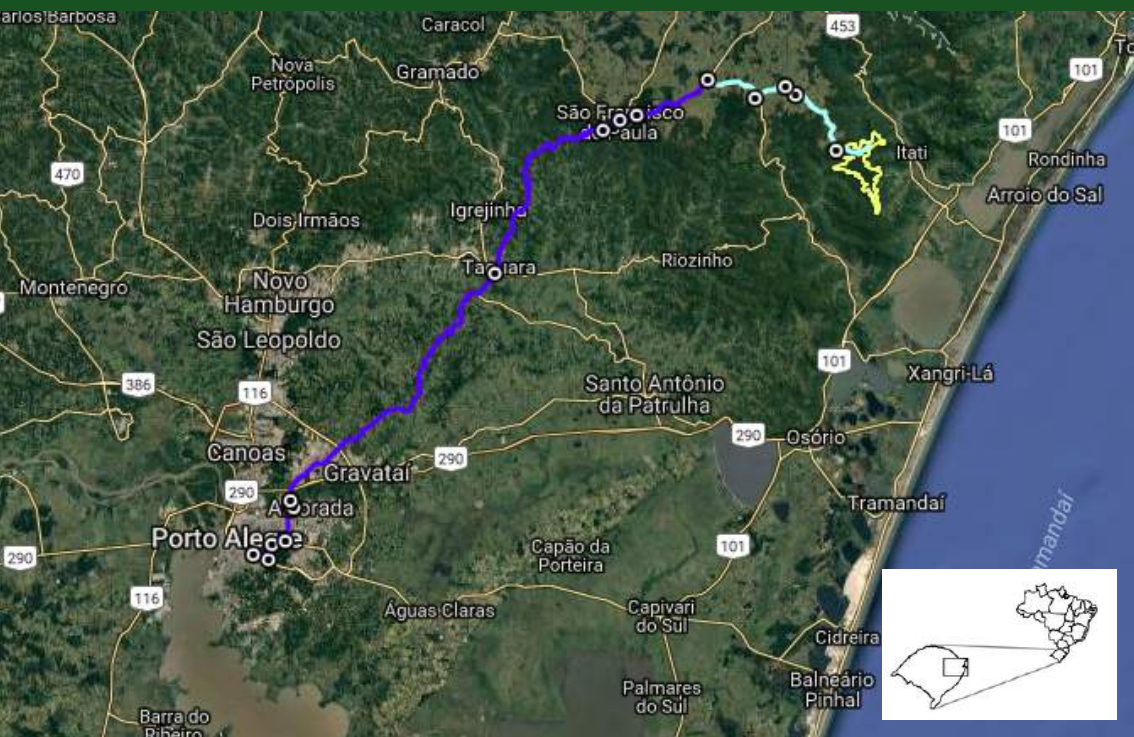 arlos Barbosa
Caracol
453
Nova
Petrópolis
Gramado
101
São Francisco
de Paula
101
Itati
Rondinha
470
Arroio do Sal
Igrejinha
Dois Irmãos
Taquara
Riozinho
Montenegro
Novo
Hamburgo
São Leopoldo
101
Xangri-Lá
386
116
Santo Antônio
da Patrulha
290
Osório
Canoas
290
Gravataí
290
Alvorada
Tramandaí
Porto Alegre
290
Capão da
Porteira
101
amandaí
116
Águas Claras
Capivari
do Sul
Cidreira
Palmares
do Sul
Balneário
Pinhal
Barra do
Ribeiro